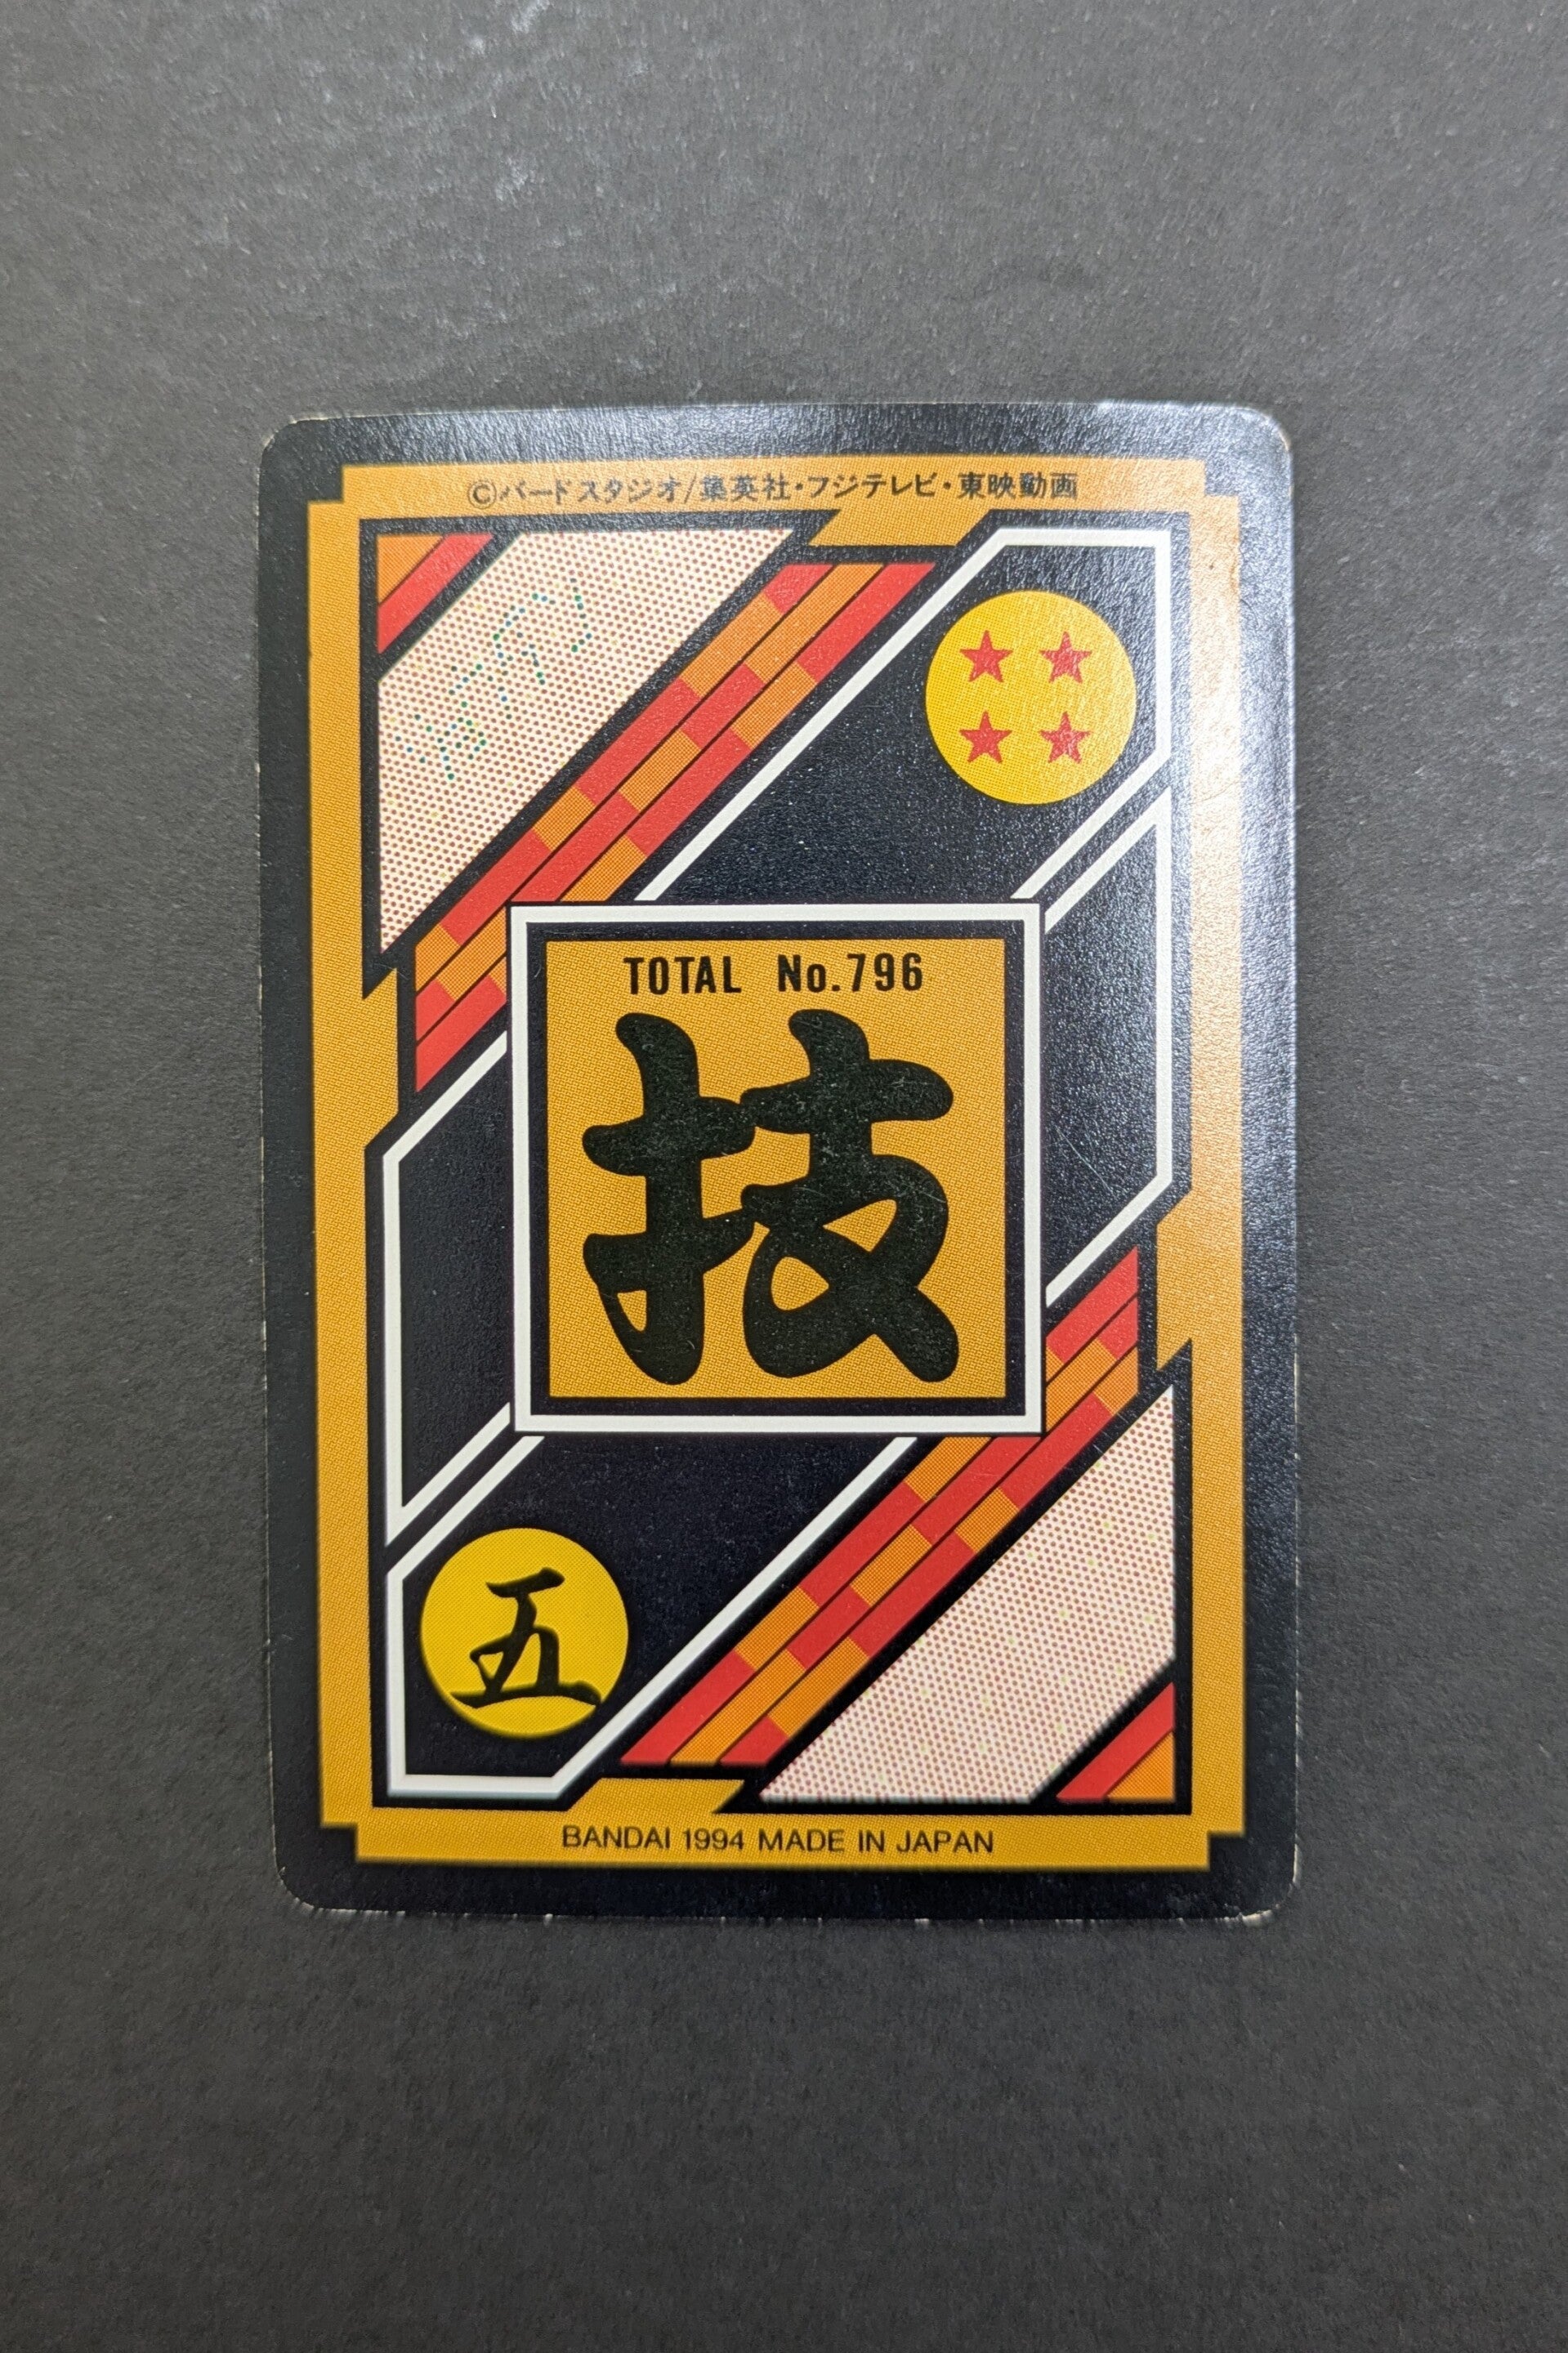 ©バードスタジオ/集英社・フジテレビ・東映動画
TOTAL No.796
技
五
BANDAI 1994 MADE IN JAPAN